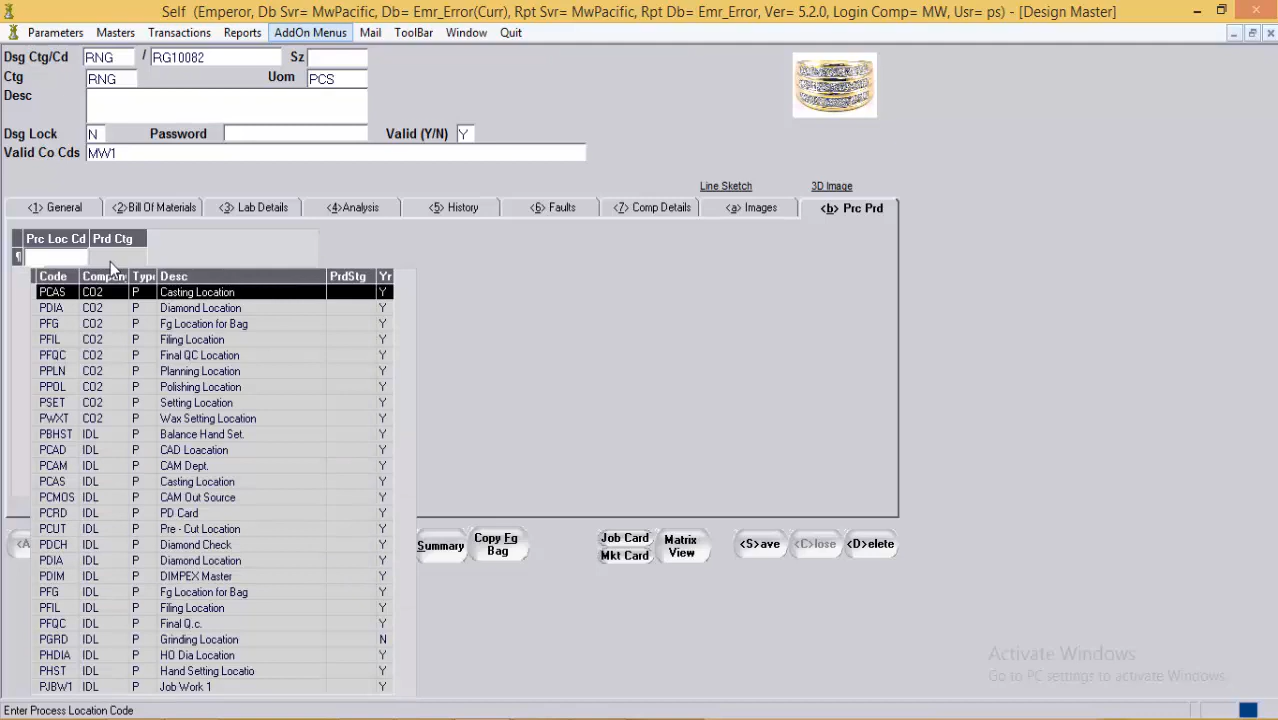 Self (Emperor, Db Svr= MwPacific, Db= Emr_Error(Curr), Rpt Svr= MwPacific, Rpt Db= Emr_Error, Ver= 5.2.0, Login Comp= MW, Usr= ps) - [Design Master]
Parameters Masters Transactions Reports AddOn Menus Mail ToolBar Window Quit
Dsg Ctg/Cd RNG / RG10082 Sz
Ctg RNG Uom PCS
Desc
Dsg Lock N Password Valid (Y/N) Y
Valid Co Cds MW1
Line Sketch 3D Image
<1> General <2>Bill Of Materials <3> Lab Details <4>Analysis <5> History <6> Faults <7> Comp Details <a> Images <b> Prc Prd
Prc Loc Cd Prd Ctg
Code Type Desc PrdStg Yr
PCAS CO2 P Casting Location Y
PDIA CO2 P Diamond Location Y
PFG CO2 P Fg Location for Bag Y
PFIL CO2 P Filing Location Y
PFQC CO2 P Final QC Location Y
PPLN CO2 P Planning Location Y
PPOL CO2 P Polishing Location Y
PSET CO2 P Setting Location Y
PWXT CO2 P Wax Setting Location Y
PBHST IDL P Balance Hand Set. Y
PCAD IDL P CAD Loacation Y
PCAM IDL P CAM Dept. Y
PCAS IDL P Casting Location Y
PCMOS IDL P CAM Out Source Y
PCRD IDL P PD Card Y
PCUT IDL P Pre - Cut Location Y
PDCH IDL P Diamond Check Y
PDIA IDL P Diamond Location Y
PDIM IDL P DIMPEX Master Y
PFG IDL P Fg Location for Bag Y
PFIL IDL P Filing Location Y
PFQC IDL P Final Q.c. Y
PGRD IDL P Grinding Location N
PHDIA IDL P HO Dia Location Y
PHST IDL P Hand Setting Locatio Y
PJBW1 IDL P Job Work 1 Y
<A Summary Copy Fg Bag Job Card Mkt Card Matrix View <S>ave <C>lose <D>elete
Activate Windows
Go to PC settings to activate Windows.
Enter Process Location Code